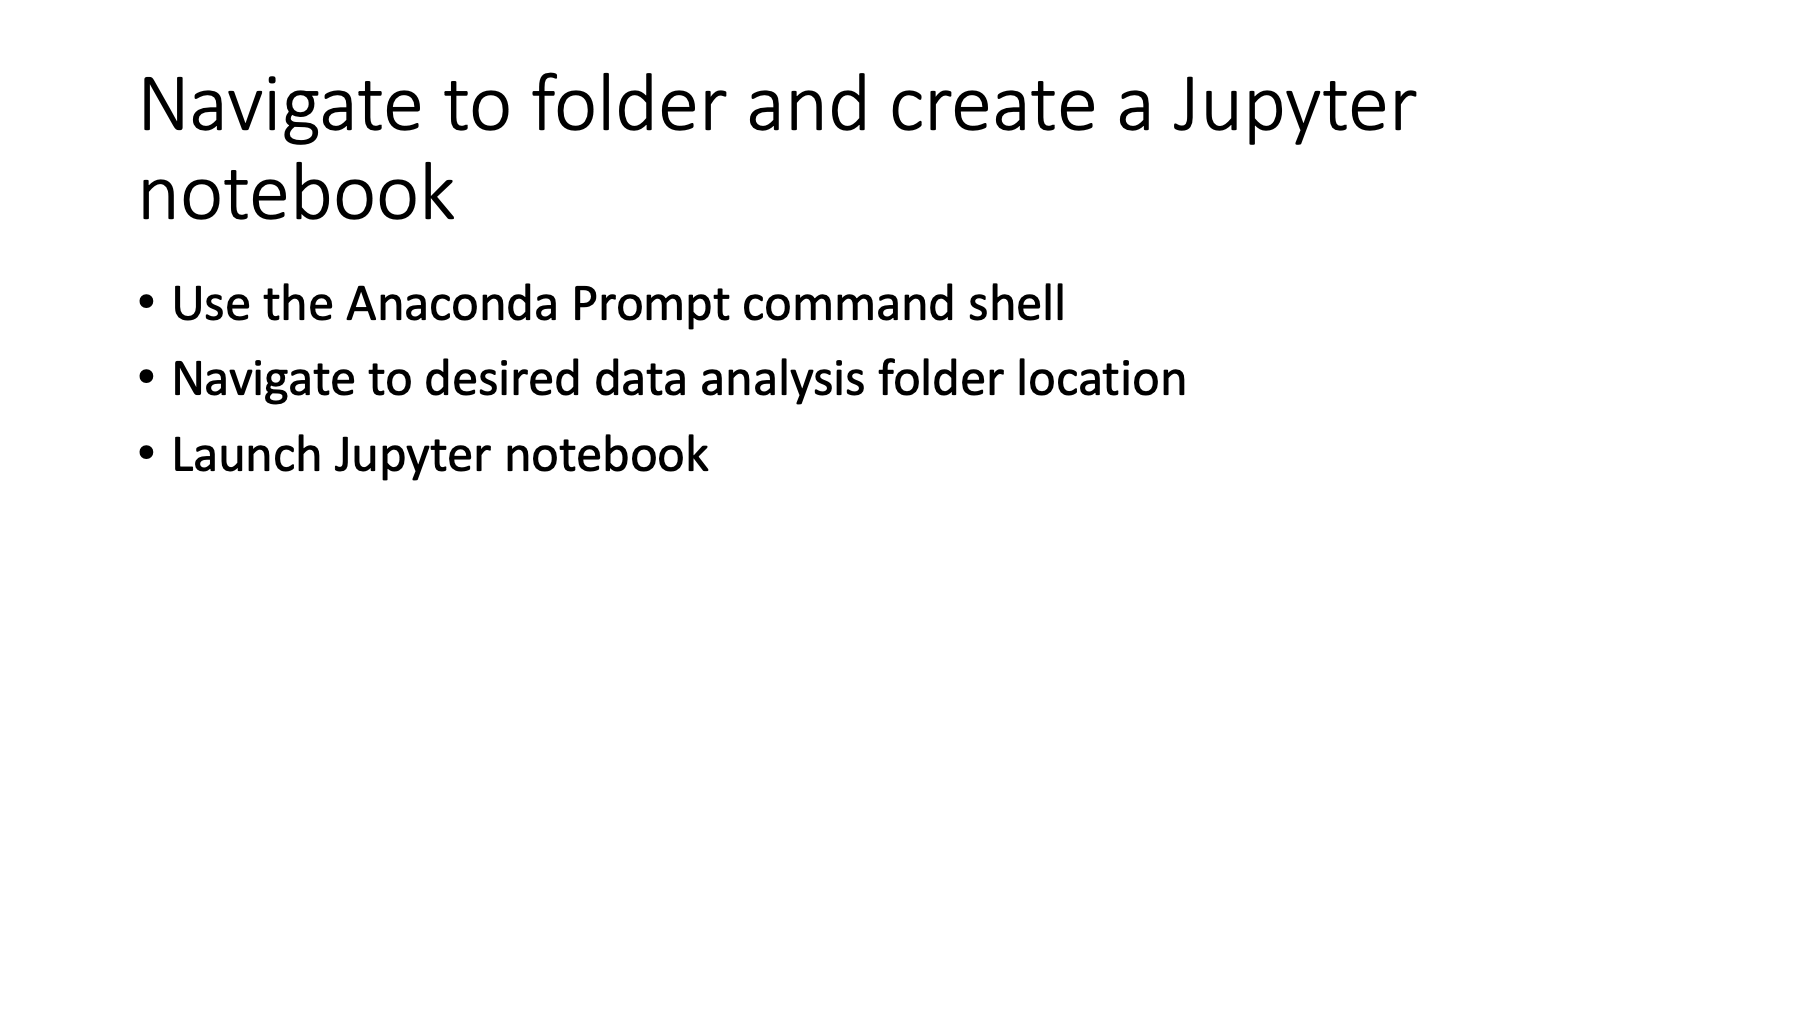 Navigate to folder and create a Jupyter
notebook
• Use the Anaconda Prompt command shell
• Navigate to desired data analysis folder location
• Launch Jupyter notebook